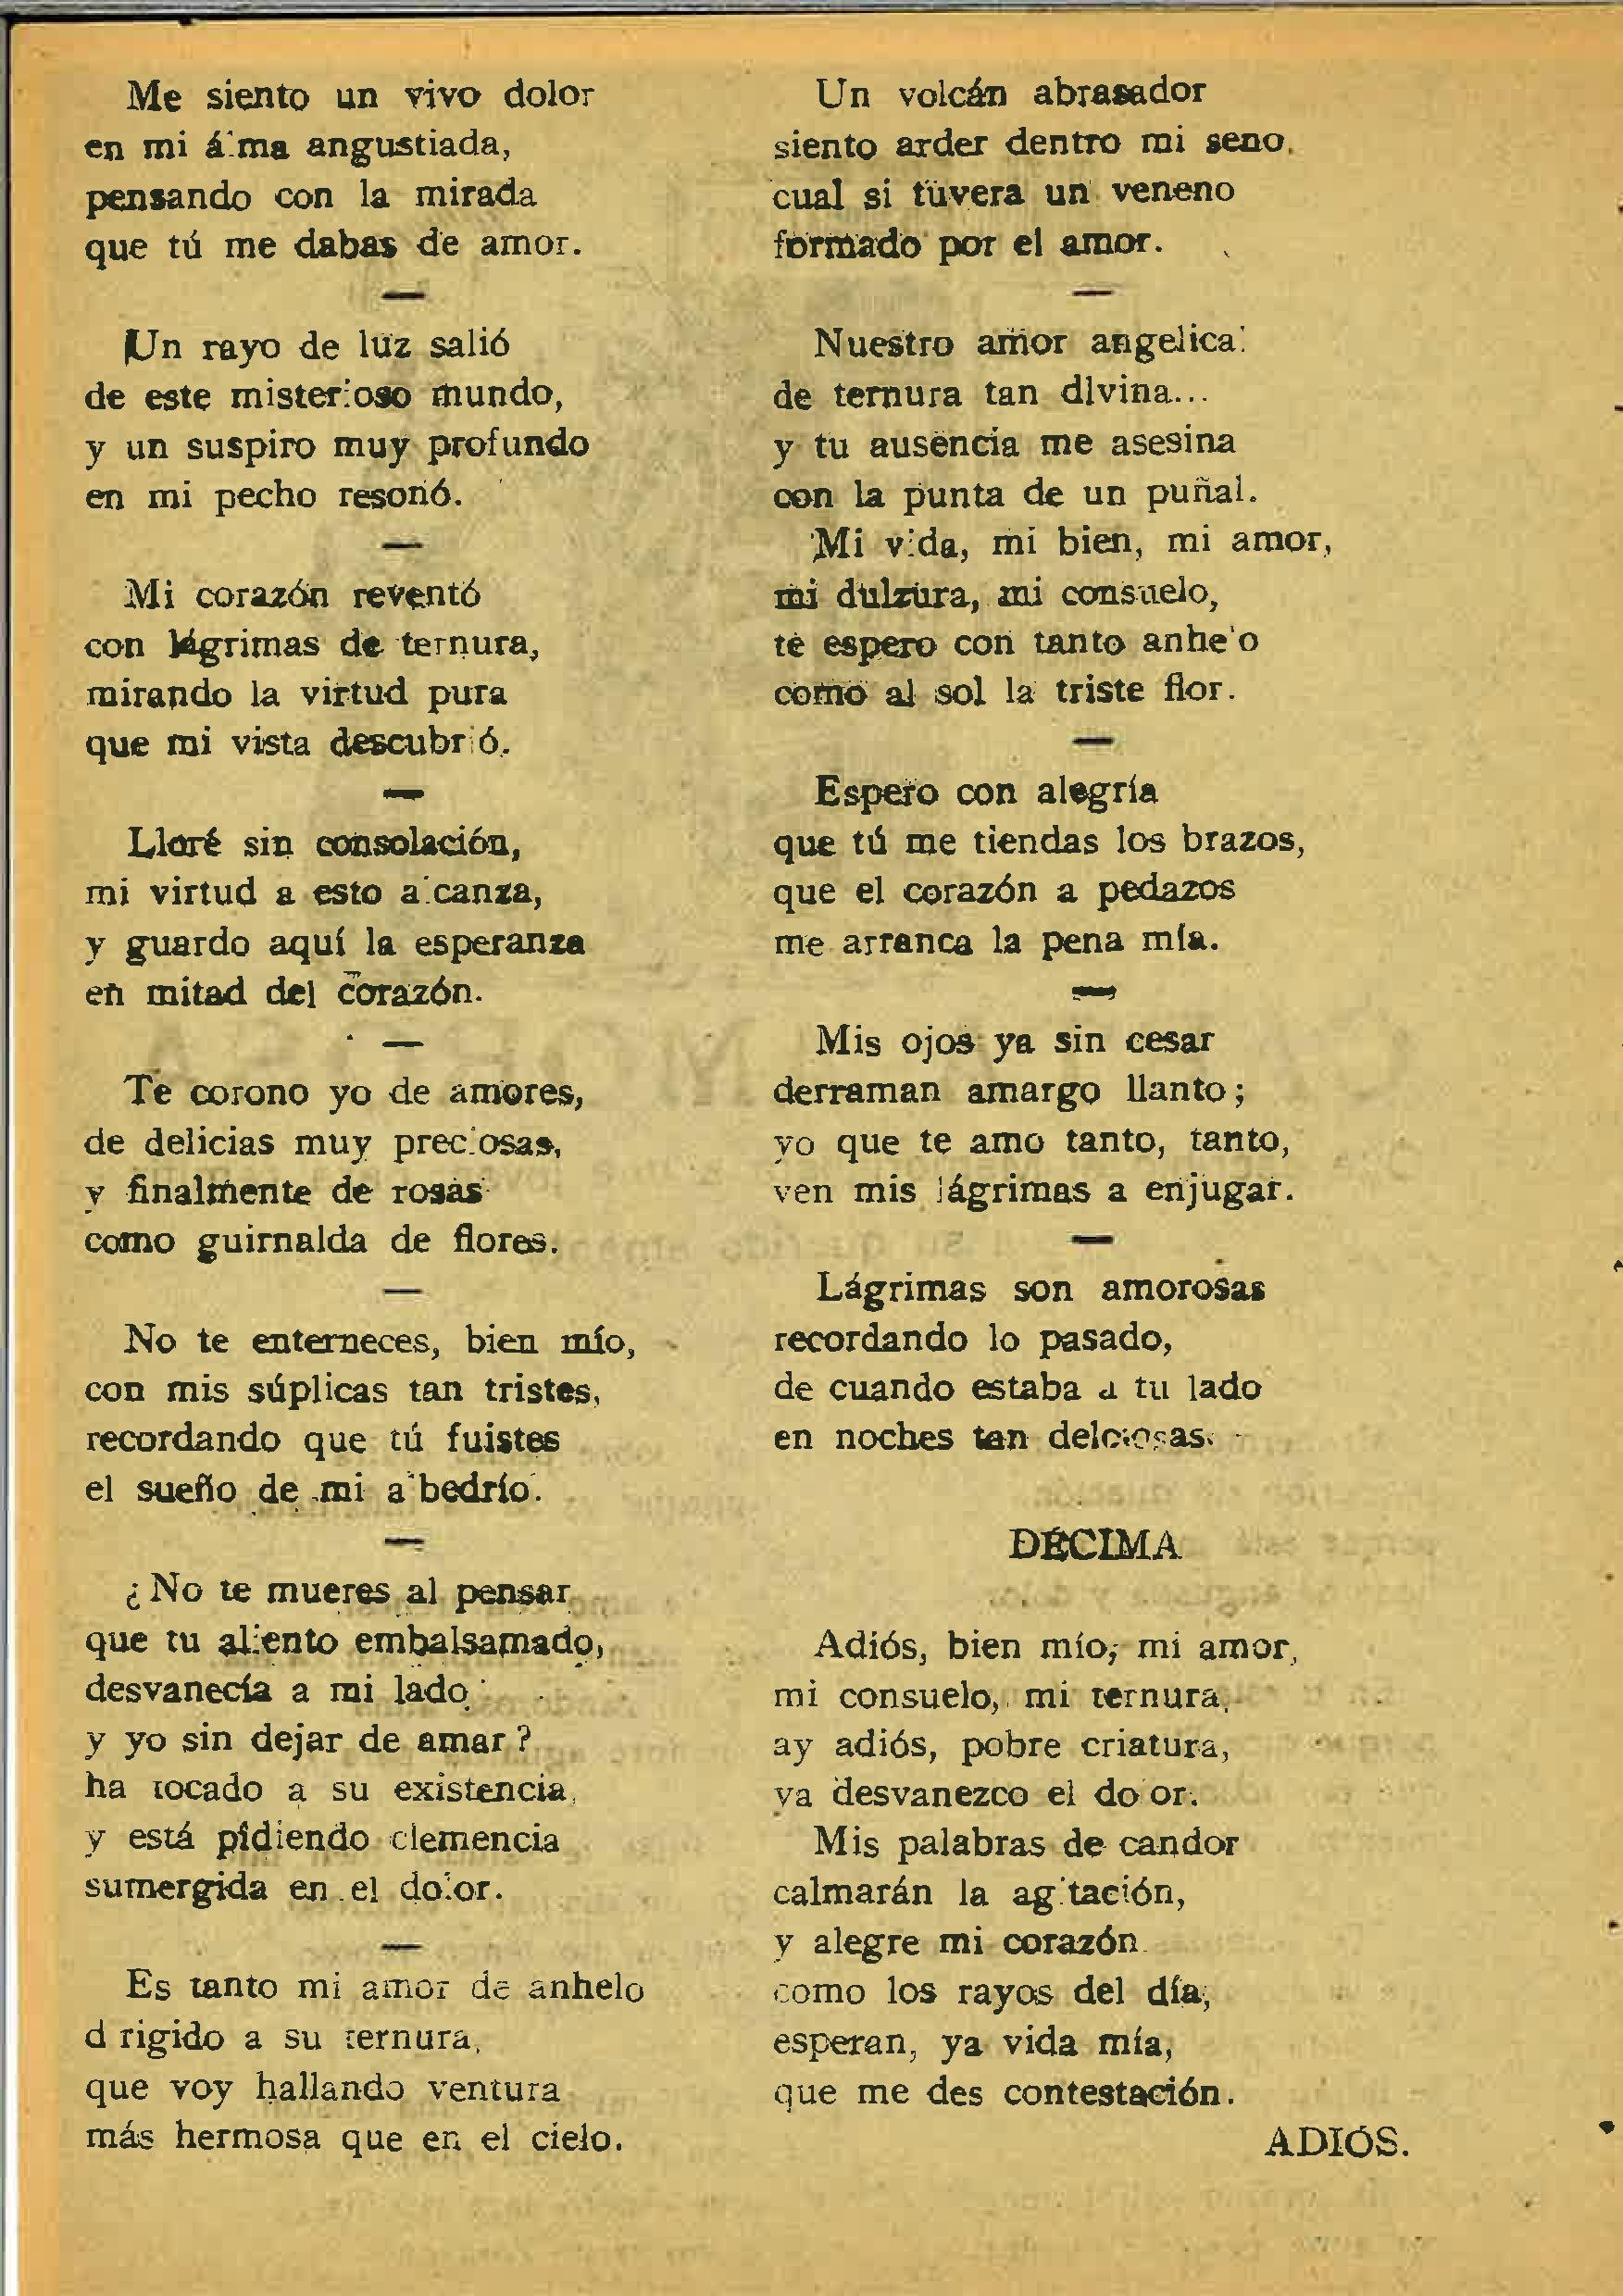 Me siento un vivo dolor
en mi alma angustiada,
pensando con la mirada
que tú me dabas de amor.
—
Un rayo de luz salió
de este misterioso mundo,
y un suspiro muy profundo
en mi pecho resonó.
—
Mi corazón reventó
con lágrimas de ternura,
mirando la virtud pura
que mi vista descubrió.
—
Lloré sin consolación,
mi virtud a esto alcanza,
y guardo aquí la esperanza
en mitad del corazón.
—
Te corono yo de amores,
de delicias muy preciosas,
y finalmente de rosas
como guirnalda de flores.
—
No te enterneces, bien mío,
con mis súplicas tan tristes,
recordando que tú fuistes
el sueño de mi albedrío.
—
¿No te mueres al pensar
que tu aliento embalsamado,
desvanecía a mi lado
y yo sin dejar de amar?
ha tocado a su existencia,
y está pidiendo clemencia
sumergida en el dolor.
—
Es tanto mi amor de anhelo
dirigido a su ternura,
que voy hallando ventura
más hermosa que en el cielo.
Un volcán abrasador
siento arder dentro mi seno,
cual si tuvera un veneno
formado por el amor.
—
Nuestro amor angelical
de ternura tan divina...
y tu ausencia me asesina
con la punta de un puñal.
Mi vida, mi bien, mi amor,
mi dulzura, mi consuelo,
te espero con tanto anhelo
como al sol la triste flor.
—
Espero con alegría
que tú me tiendas los brazos,
que el corazón a pedazos
me arranca la pena mía.
—
Mis ojos ya sin cesar
derraman amargo llanto;
yo que te amo tanto, tanto,
ven mis lágrimas a enjugar.
—
Lágrimas son amorosas
recordando lo pasado,
de cuando estaba a tu lado
en noches tan delciosas.
DÉCIMA
Adiós, bien mío, mi amor,
mi consuelo, mi ternura,
ay adiós, pobre criatura,
ya desvanezco el dolor.
Mis palabras de candor
calmarán la agitación,
y alegre mi corazón
como los rayos del día,
esperan, ya vida mía,
que me des contestación.
ADIÓS.